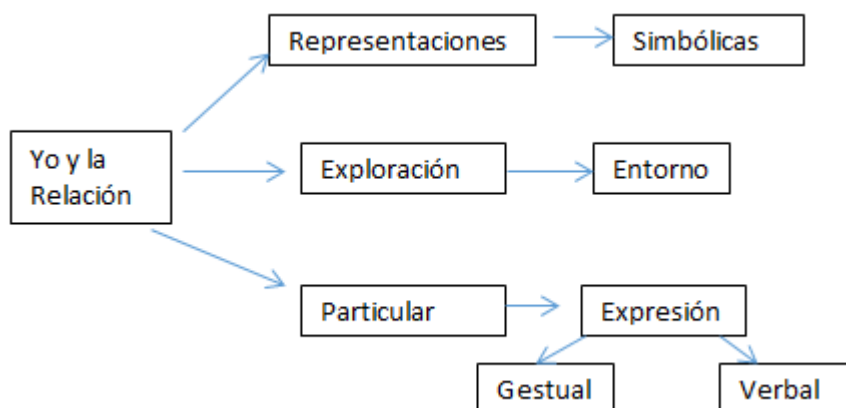 Representaciones
Simbólicas
Yo y la
Relación
Exploración
Entorno
Particular
Expresión
Gestual
Verbal